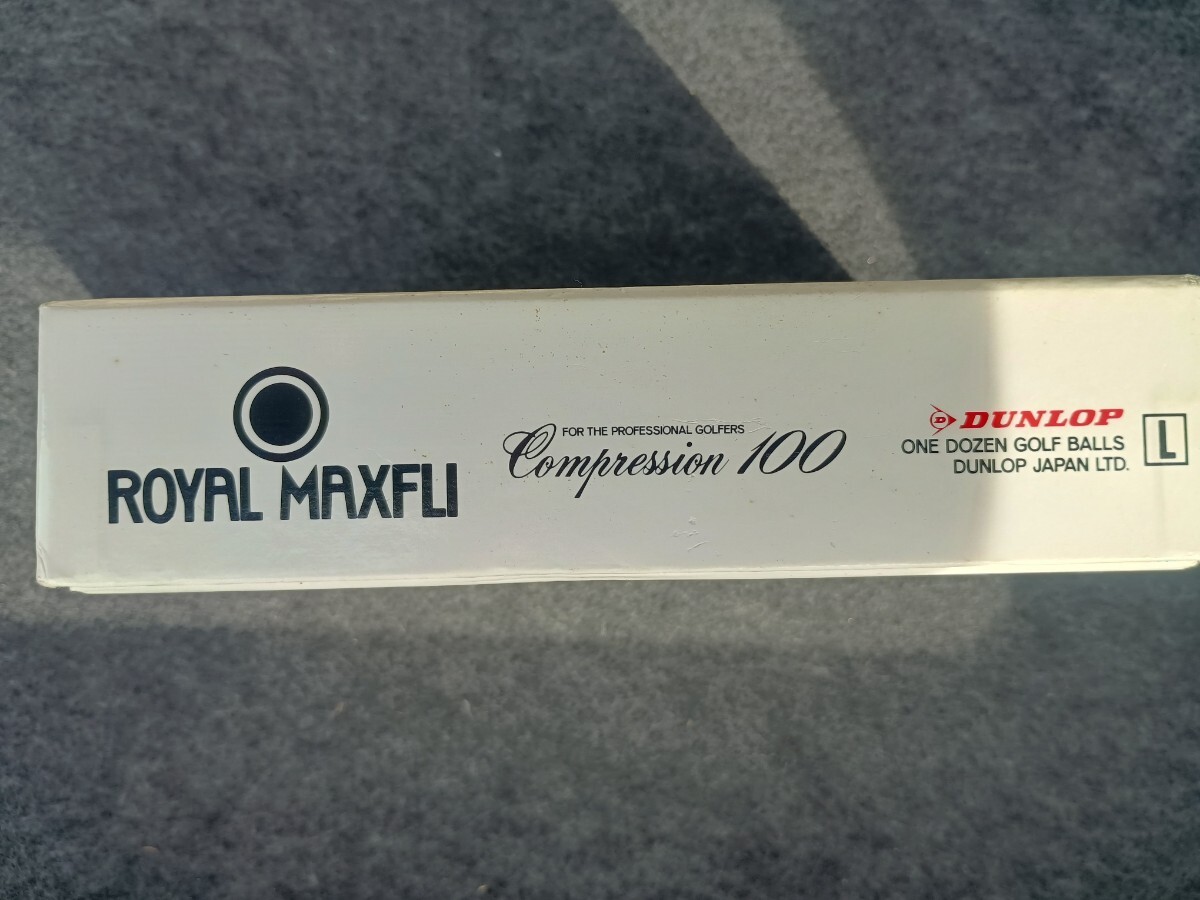 ROYAL MAXFLI
FOR THE PROFESSIONAL GOLFERS
Compression 100
D DUNLOP
ONE DOZEN GOLF BALLS
DUNLOP JAPAN LTD.
L